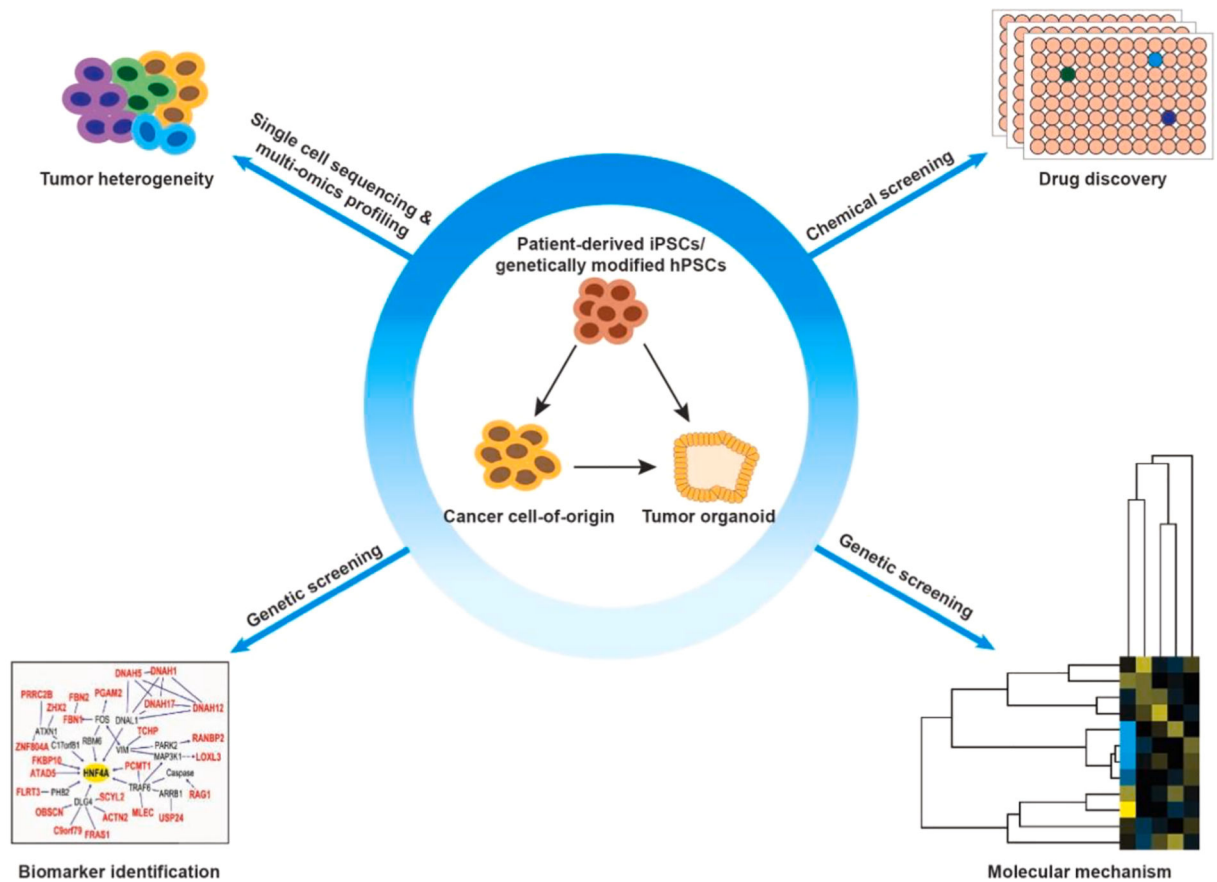 Single cell sequencing &
multi-omics profiling
Tumor heterogeneity
Chemical screening
Drug discovery
Patient-derived iPSCs/
genetically modified hPSCs
Cancer cell-of-origin
Tumor organoid
Genetic screening
Genetic screening
DNAH5
DNAH1
PRRC2B
FBN2
PGAM2
ZHX2
DNAH17
DNAH12
FBN1
FOS
DNAL1
ATXN1
TCHP
ZNF804A
C17orf81
RBM6
VIM
PARK2
RANBP2
MAP3K1
LOXL3
FKBP10
ATAD5
HNF4A
PCMT1
Caspase
FLRT3
PHB2
TRAF6
RAG1
DLG4
SCYL2
ARRB1
OBSCN
ACTN2
MLEC
USP24
C9orf79
FRAS1
Biomarker identification
Molecular mechanism